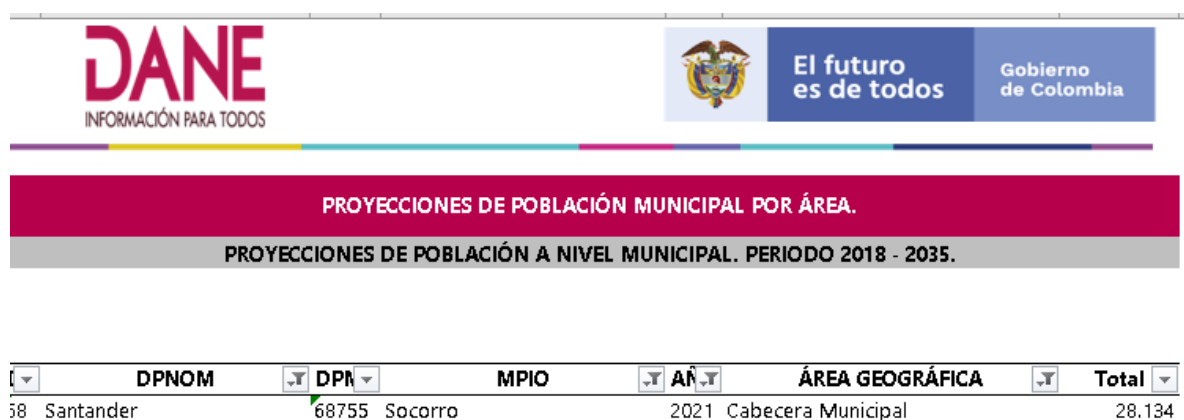 DANE
INFORMACIÓN PARA TODOS
El futuro
es de todos
Gobierno
de Colombia
PROYECCIONES DE POBLACIÓN MUNICIPAL POR ÁREA.
PROYECCIONES DE POBLACIÓN A NIVEL MUNICIPAL. PERIODO 2018 - 2035.
DPNOM MPIO ÁREA GEOGRÁFICA Total
Santander 68755 Socorro 2021 Cabecera Municipal 28.134